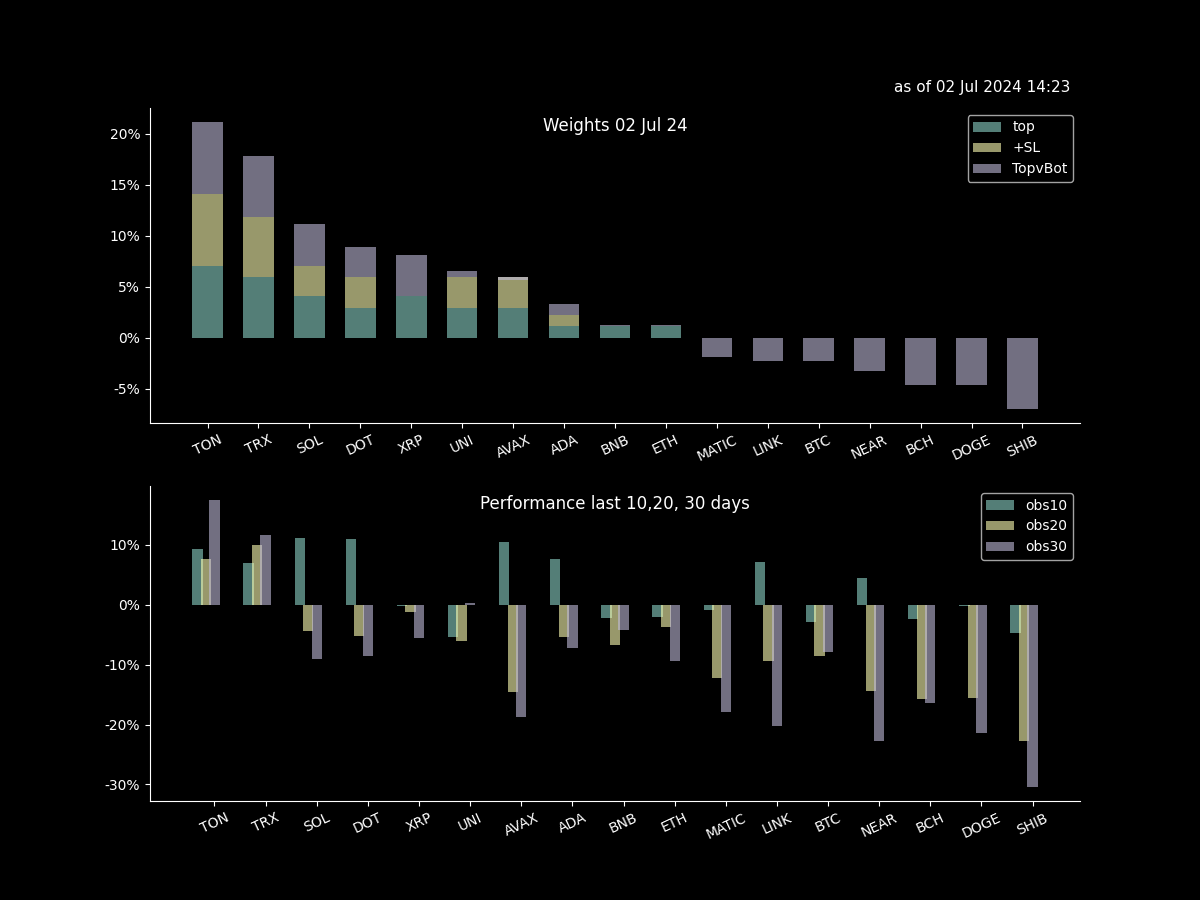 as of 02 Jul 2024 14:23
Weights 02 Jul 24
top
+SL
TopvBot
20%
15%
10%
5%
0%
-5%
TON TRX SOL DOT XRP UNI AVAX ADA BNB ETH MATIC LINK BTC NEAR BCH DOGE SHIB
Performance last 10,20, 30 days
obs10
obs20
obs30
10%
0%
-10%
-20%
-30%
TON TRX SOL DOT XRP UNI AVAX ADA BNB ETH MATIC LINK BTC NEAR BCH DOGE SHIB